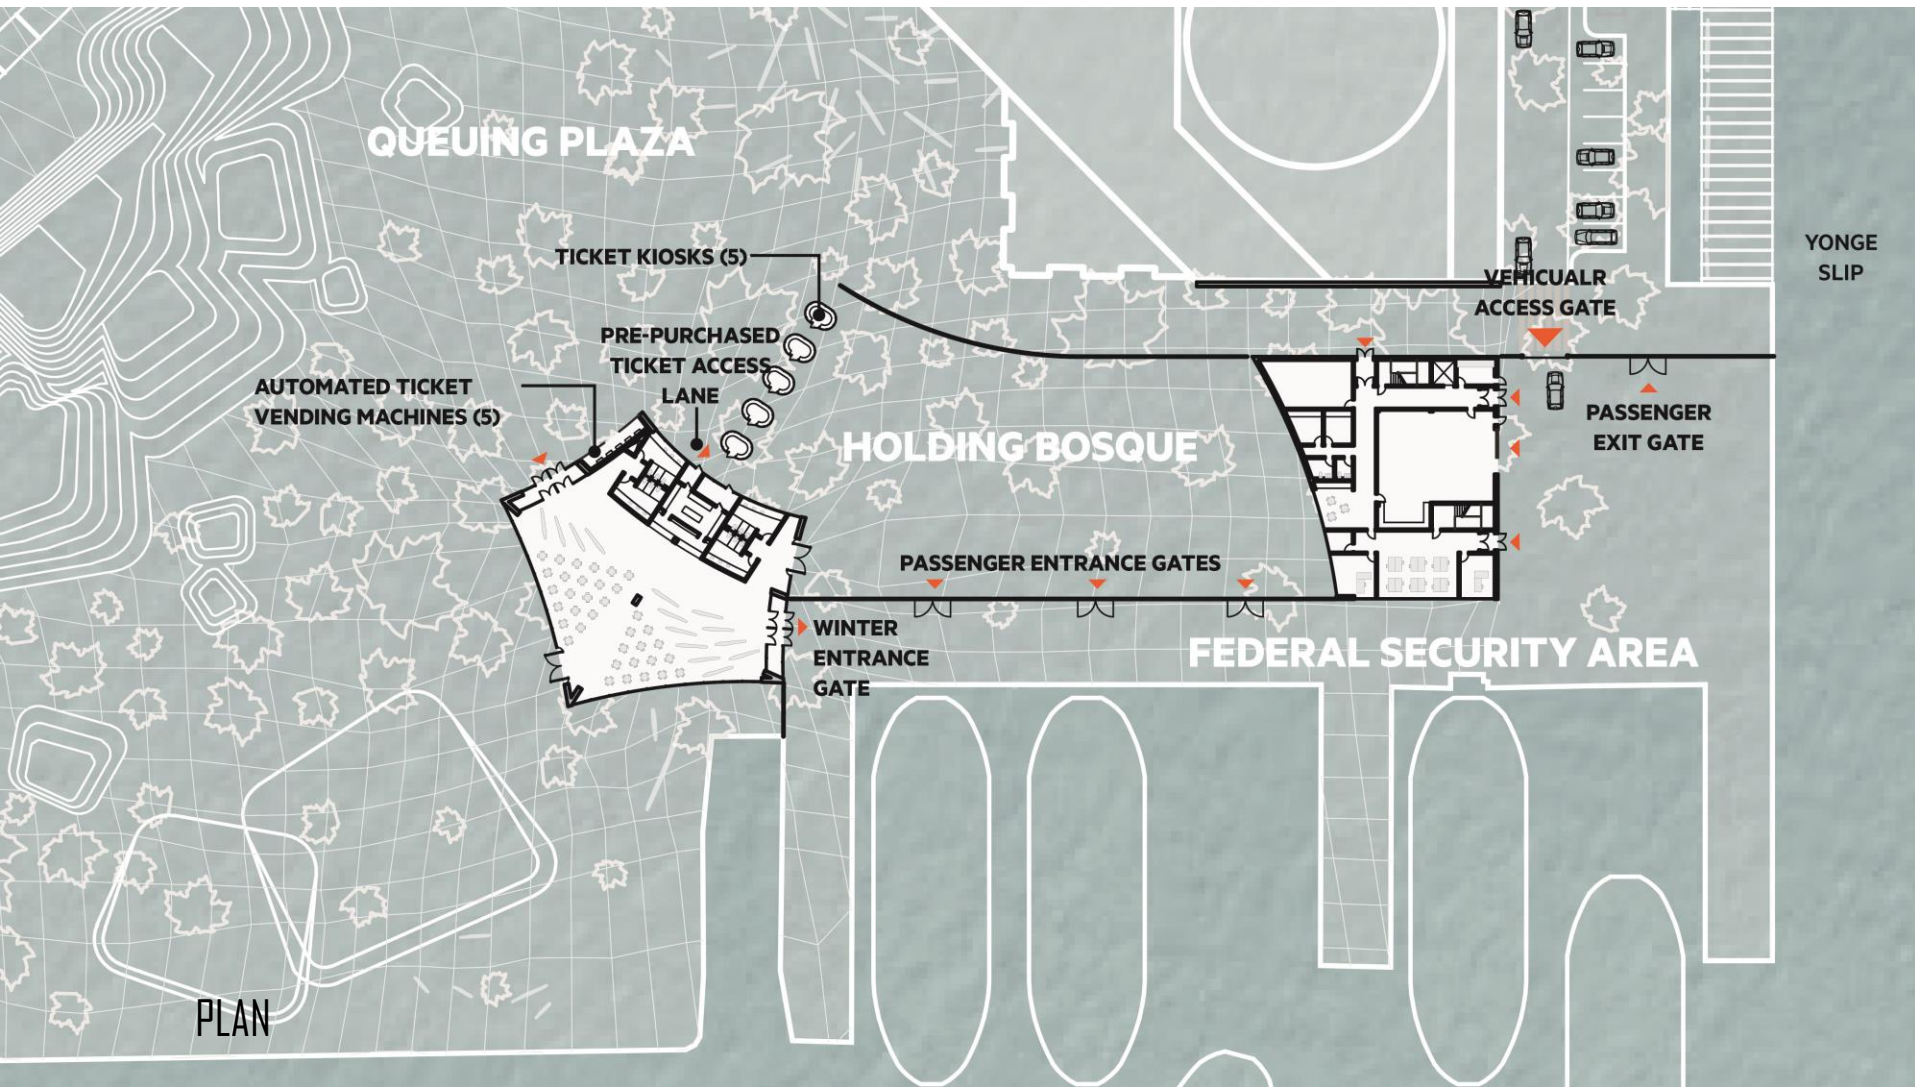 QUEUING PLAZA
TICKET KIOSKS (5)
YONGE
SLIP
VEHICUALR
ACCESS GATE
PRE-PURCHASED
TICKET ACCESS
LANE
AUTOMATED TICKET
VENDING MACHINES (5)
HOLDING BOSQUE
PASSENGER
EXIT GATE
PASSENGER ENTRANCE GATES
WINTER
ENTRANCE
GATE
FEDERAL SECURITY AREA
PLAN